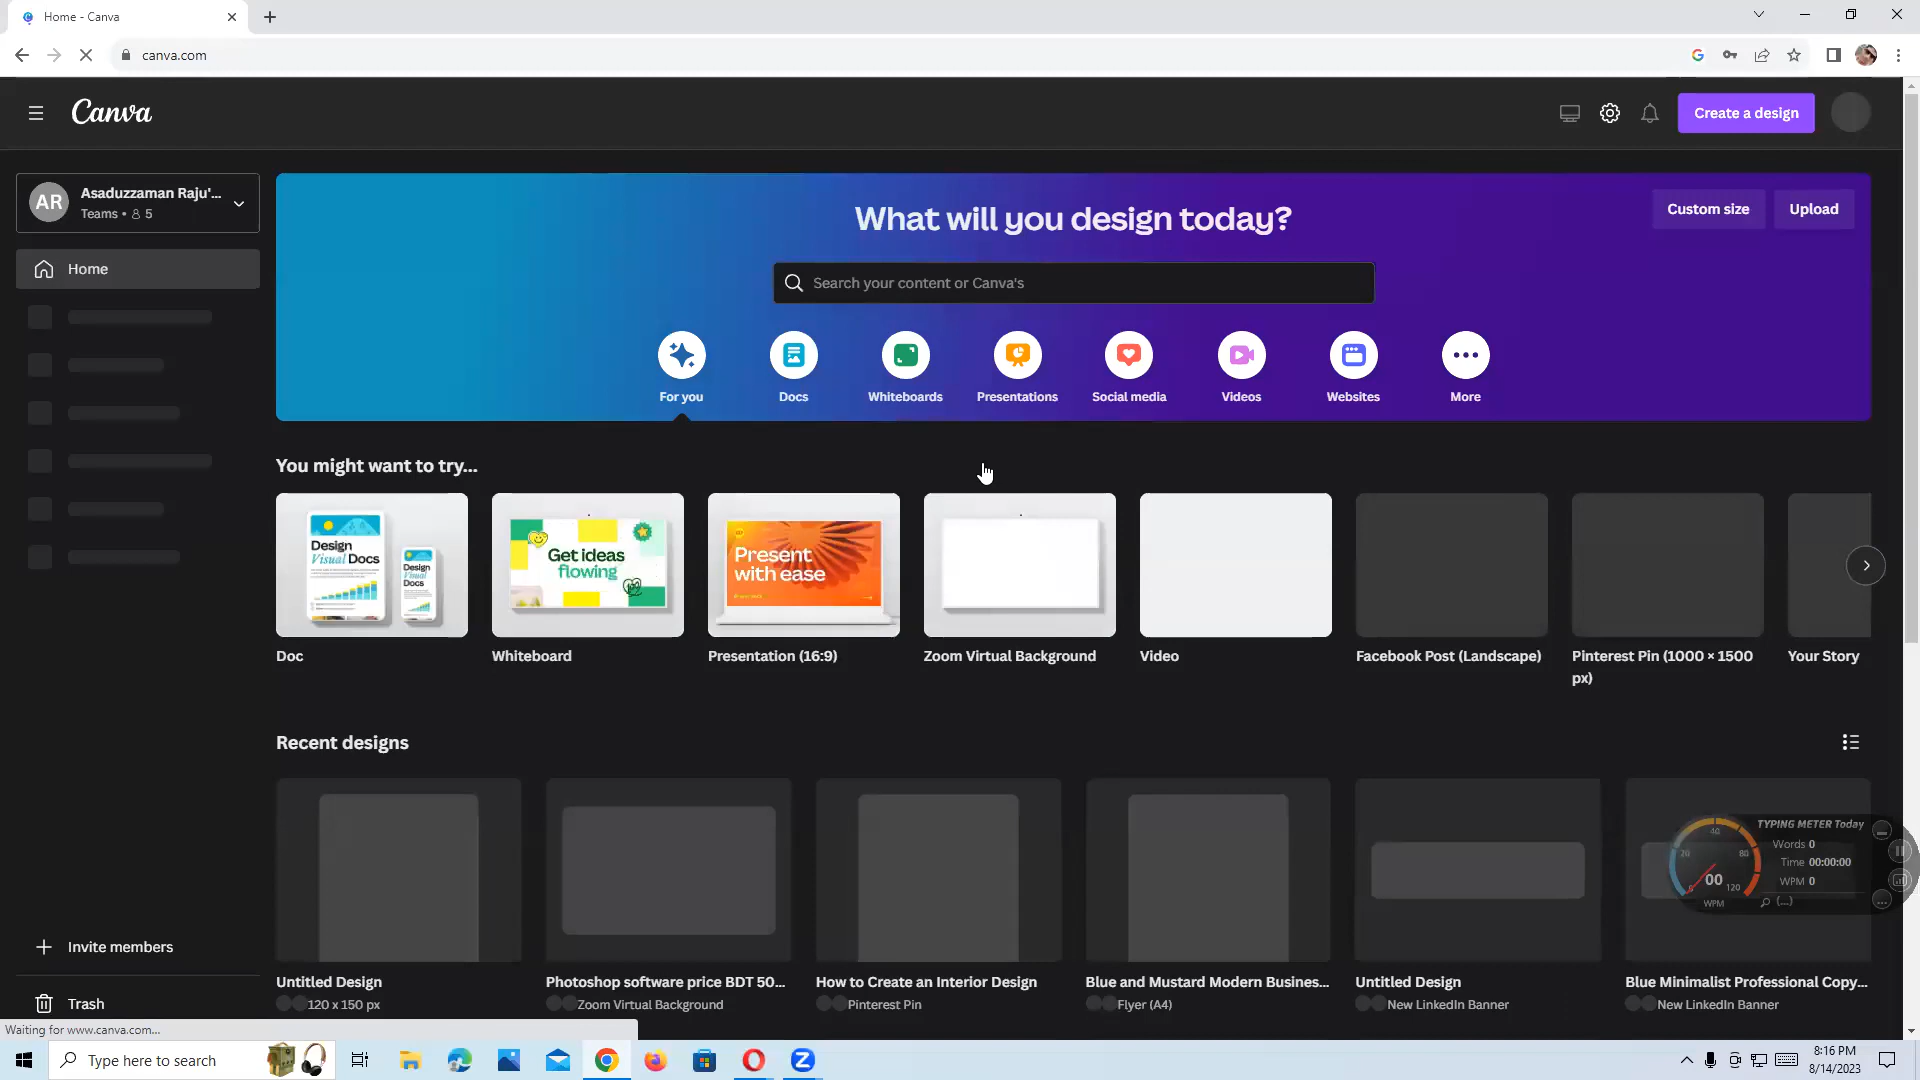 Home - Canva
canva.com
Canva
Create a design
AR
Asaduzzaman Raju'...
Teams • 5
What will you design today?
Custom size
Upload
Home
Search your content or Canva's
For you
Docs
Whiteboards
Presentations
Social media
Videos
Websites
More
You might want to try...
Design
Visual Docs
Design
Visual
Docs
Get ideas
flowing
Present
with ease
Doc
Whiteboard
Presentation (16:9)
Zoom Virtual Background
Video
Facebook Post (Landscape)
Pinterest Pin (1000 × 1500
px)
Your Story
Recent designs
TYPING METER Today
Words 0
Time 00:00:00
WPM 0
(...)
40
80
120
0
00
WPM
Invite members
Untitled Design
Photoshop software price BDT 50...
How to Create an Interior Design
Blue and Mustard Modern Busines...
Untitled Design
Blue Minimalist Professional Copy...
120 x 150 px
Zoom Virtual Background
Pinterest Pin
Flyer (A4)
New LinkedIn Banner
New LinkedIn Banner
Trash
Waiting for www.canva.com...
Type here to search
8:16 PM
8/14/2023